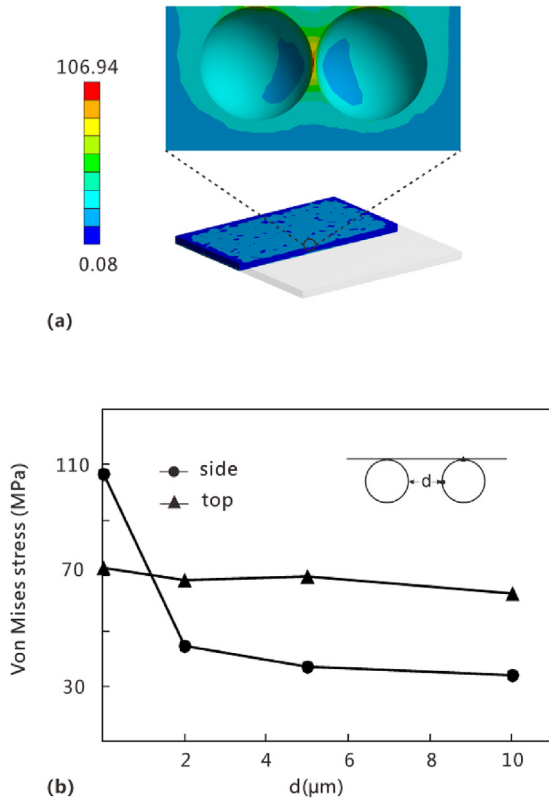 106.94
0.08
(a)
Von Mises stress (MPa)
110
70
30
side
top
d
2
4
6
8
10
d(μm)
(b)